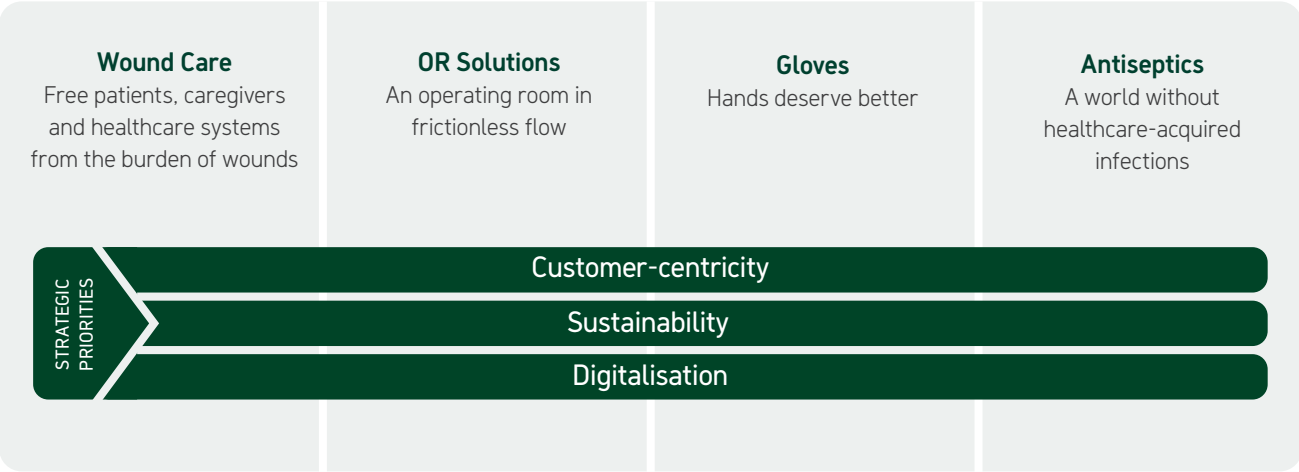 Wound Care
Free patients, caregivers
and healthcare systems
from the burden of wounds
OR Solutions
An operating room in
frictionless flow
Gloves
Hands deserve better
Antiseptics
A world without
healthcare-acquired
infections
STRATEGIC
PRIORITIES
Customer-centricity
Sustainability
Digitalisation